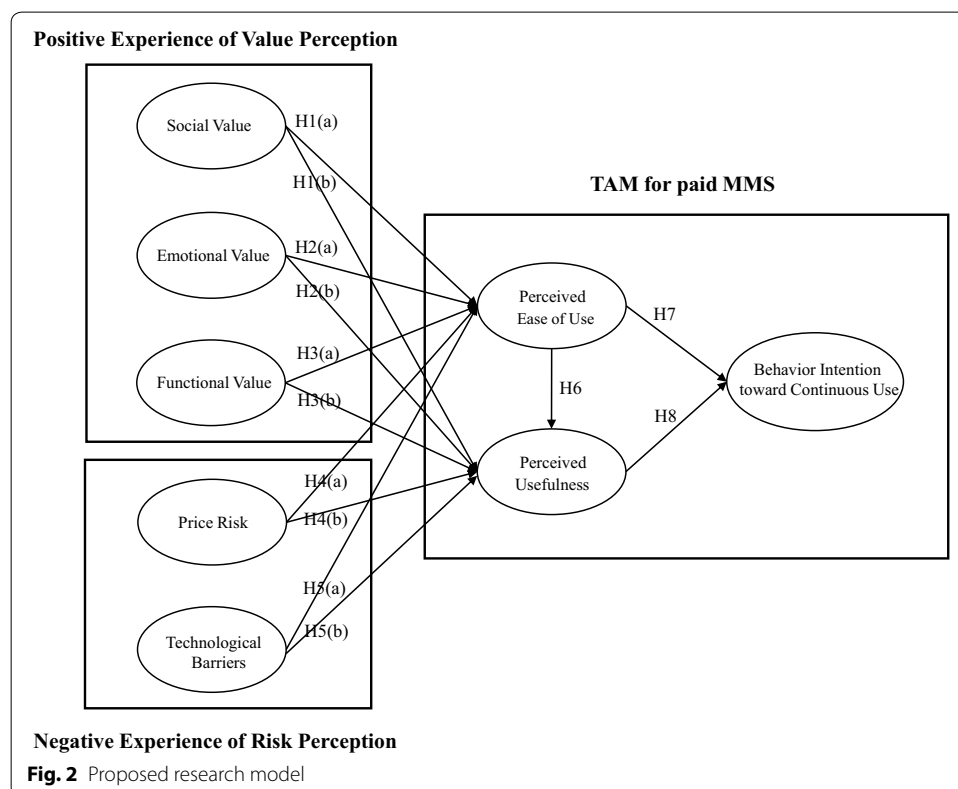 Positive Experience of Value Perception
Social Value
H1(a)
H1(b)
TAM for paid MMS
Emotional Value
H2(a)
H2(b)
Perceived
Ease of Use
H7
Functional Value
H3(a)
H3(b)
H6
Behavior Intention
toward Continuous Use
H8
Perceived
Usefulness
Price Risk
H4(a)
H4(b)
Technological
Barriers
H5(a)
H5(b)
Negative Experience of Risk Perception
Fig. 2 Proposed research model